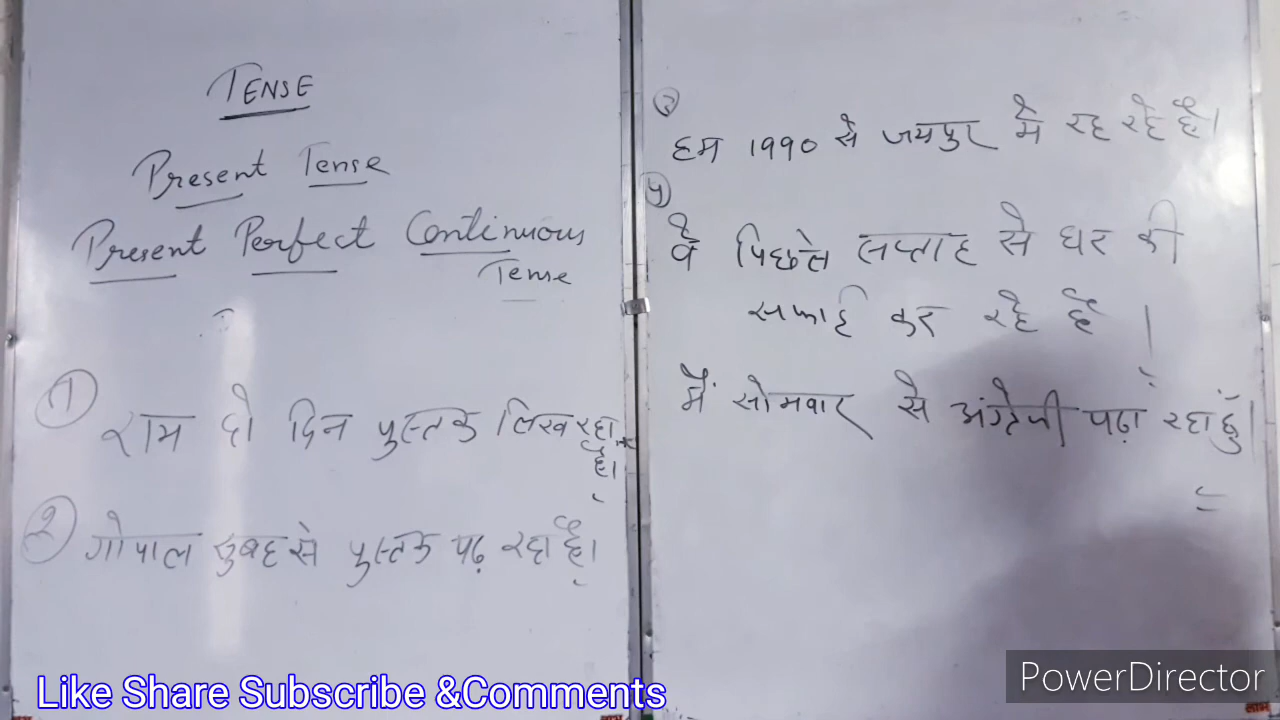 TENSE
Present Tense
Present Perfect Continuous
Tense
① राम दो दिन पुस्तक लिख रहा
है।
② गोपाल सुबह से पुस्तक पढ़ रहा है।
③
हम 1990 से जयपुर में रह रहे है।
④
वे पिछले सप्ताह से घर की
सफाई कर रहे है।
मैं सोमवार से अंग्रेजी पढ़ा रहा हुँ।
Like Share Subscribe &Comments
PowerDirector